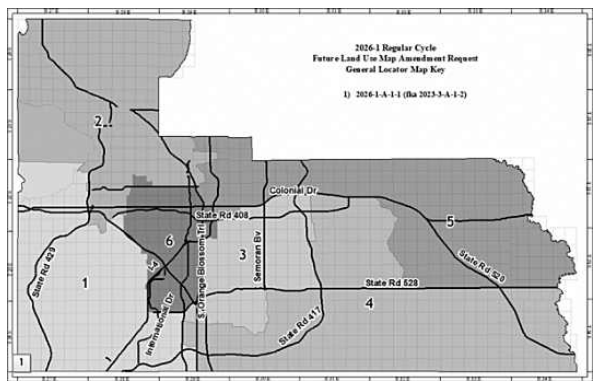 2026-1 Regular Cycle
Future Land Use Map Amendment Request
General Locator Map Key
1) 2026-1-A-1-1 (fka 2023-3-A-1-2)
2
Colonial Dr
State Rd 408
5
6
3
State Rd 429
1
S. Orange Blossom Trl
Semoran Bv
State Rd 520
I-4
State Rd 528
4
International Dr
State Rd 417
1